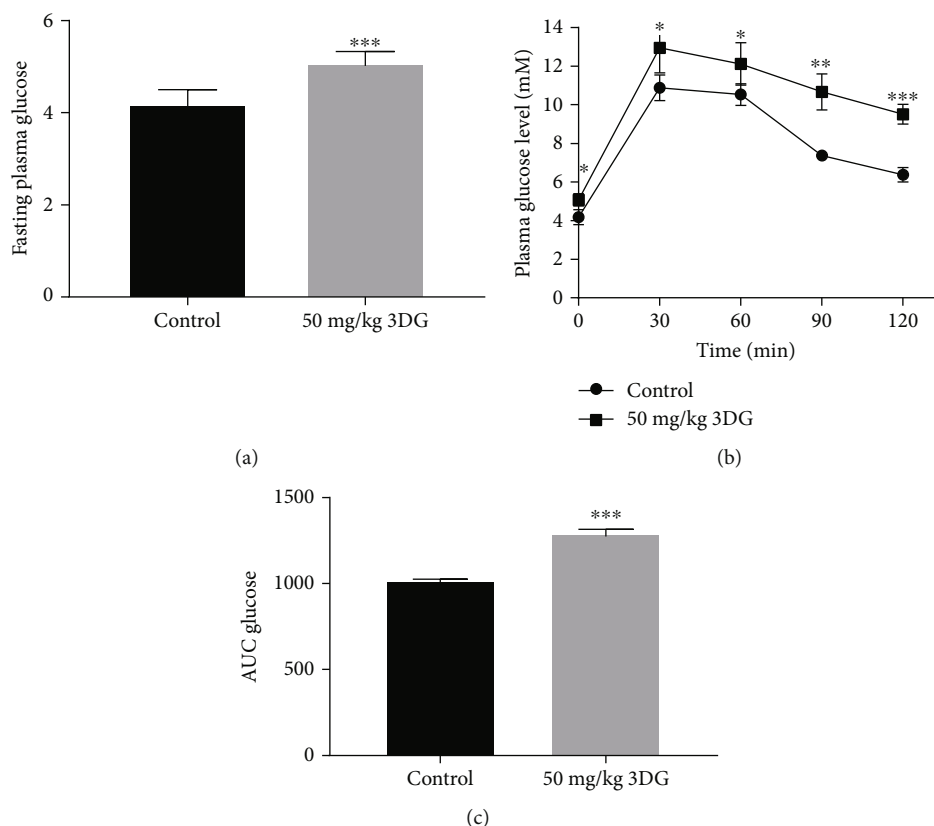 6
4
2
0
Fasting plasma glucose
***
Control
50 mg/kg 3DG
(a)
14
12
10
8
6
4
2
0
Plasma glucose level (mM)
*
*
*
**
***
0 30 60 90 120
Time (min)
Control
50 mg/kg 3DG
(b)
1500
1000
500
0
AUC glucose
***
Control
50 mg/kg 3DG
(c)